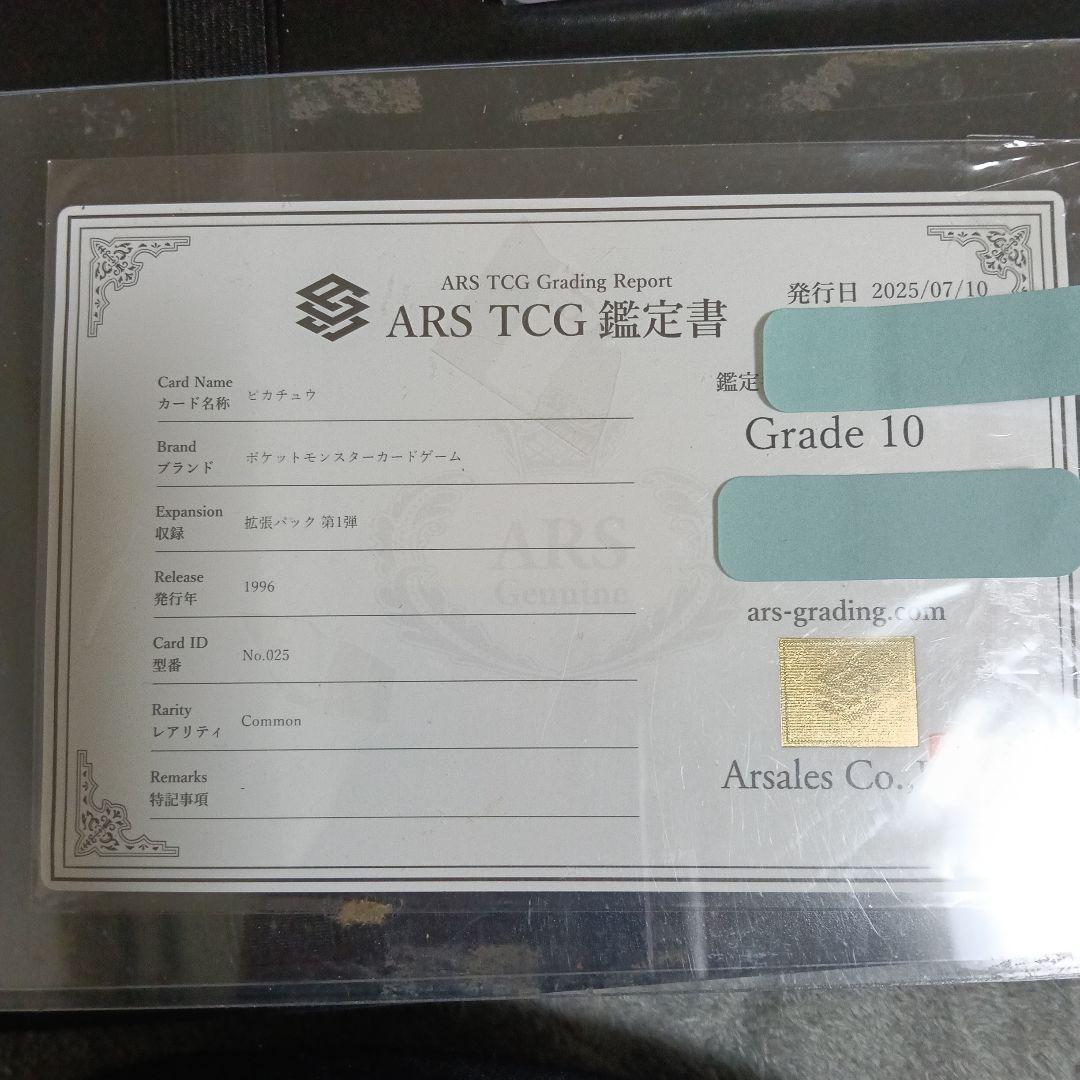 ARS TCG Grading Report
ARS TCG 鑑定書
発行日 2025/07/10
Card Name
カード名称 ピカチュウ
Brand
ブランド ポケットモンスターカードゲーム
Expansion
収録 拡張パック 第1弾
Release
発行年 1996
Card ID
型番 No.025
Rarity
レアリティ Common
Remarks
特記事項 -
鑑定
Grade 10
ars-grading.com
Arsales Co.,
ARS
Genuine